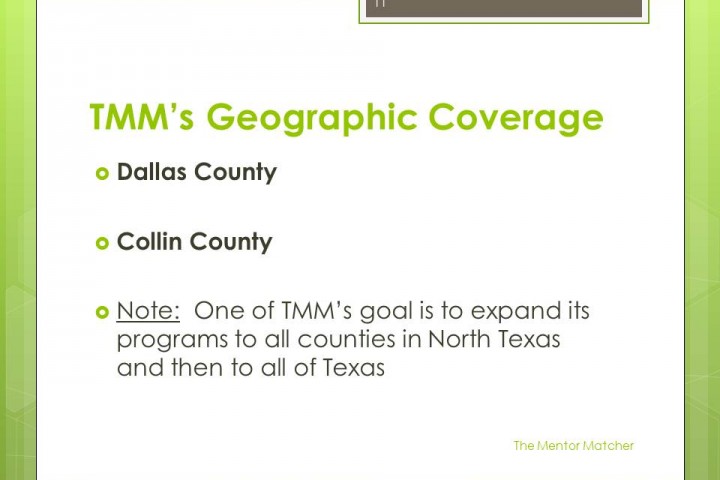 11
TMM’s Geographic Coverage
Dallas County
Collin County
Note:  One of TMM’s goal is to expand its
programs to all counties in North Texas
and then to all of Texas
The Mentor Matcher